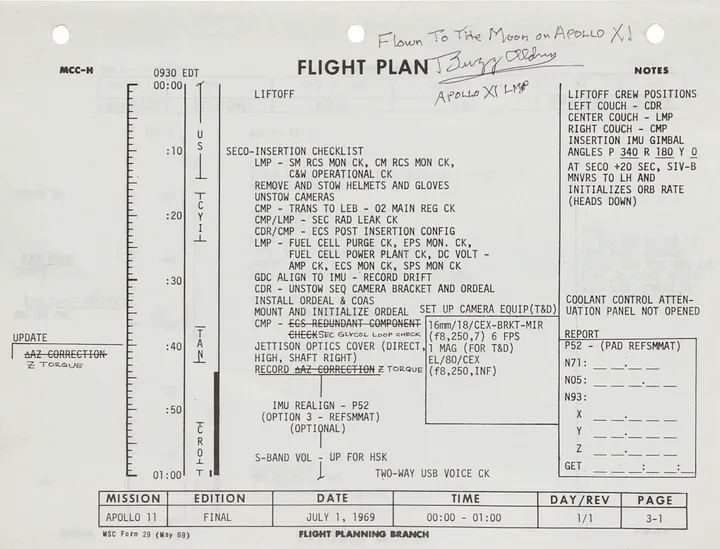 Flown To The Moon on APOLLO XI
Buzz Aldrin
APOLLO XI LMP
MCC-H
0930 EDT
FLIGHT PLAN
NOTES
00:00
LIFTOFF
US
:10
SECO-INSERTION CHECKLIST
LMP - SM RCS MON CK, CM RCS MON CK,
C&W OPERATIONAL CK
REMOVE AND STOW HELMETS AND GLOVES
UNSTOW CAMERAS
CYI
:20
CMP - TRANS TO LEB - O2 MAIN REG CK
CMP/LMP - SEC RAD LEAK CK
CDR/CMP - ECS POST INSERTION CONFIG
LMP - FUEL CELL PURGE CK, EPS MON. CK,
FUEL CELL POWER PLANT CK, DC VOLT -
AMP CK, ECS MON CK, SPS MON CK
:30
GDC ALIGN TO IMU - RECORD DRIFT
CDR - UNSTOW SEQ CAMERA BRACKET AND ORDEAL
INSTALL ORDEAL & COAS
MOUNT AND INITIALIZE ORDEAL
CMP - ECS REDUNDANT COMPONENT
CHECK SEC GLYCOL LOOP CHECK
TAN
:40
JETTISON OPTICS COVER (DIRECT,
HIGH, SHAFT RIGHT)
RECORD ΔAZ CORRECTION Z TORQUE
UPDATE
ΔAZ CORRECTION
Z TORQUE
SET UP CAMERA EQUIP(T&D)
16mm/18/CEX-BRKT-MIR
(f8,250,7) 6 FPS
1 MAG (FOR T&D)
EL/80/CEX
(f8,250,INF)
:50
IMU REALIGN - P52
(OPTION 3 - REFSMMAT)
(OPTIONAL)
CRO
S-BAND VOL - UP FOR HSK
01:00
TWO-WAY USB VOICE CK
LIFTOFF CREW POSITIONS
LEFT COUCH - CDR
CENTER COUCH - LMP
RIGHT COUCH - CMP
INSERTION IMU GIMBAL
ANGLES P 340 R 180 Y 0
AT SECO +20 SEC, SIV-B
MNVRS TO LH AND
INITIALIZES ORB RATE
(HEADS DOWN)
COOLANT CONTROL ATTEN-
UATION PANEL NOT OPENED
REPORT
P52 - (PAD REFSMMAT)
N71: __ __.__ __
N05: __ __ __.__ __
N93:
X __ __.__ __ __
Y __ __.__ __ __
Z __ __.__ __ __
GET __ __ __:__ __:__ __
MISSION EDITION DATE TIME DAY/REV PAGE
APOLLO 11 FINAL JULY 1, 1969 00:00 - 01:00 1/1 3-1
MSC Form 29 (May 69) FLIGHT PLANNING BRANCH